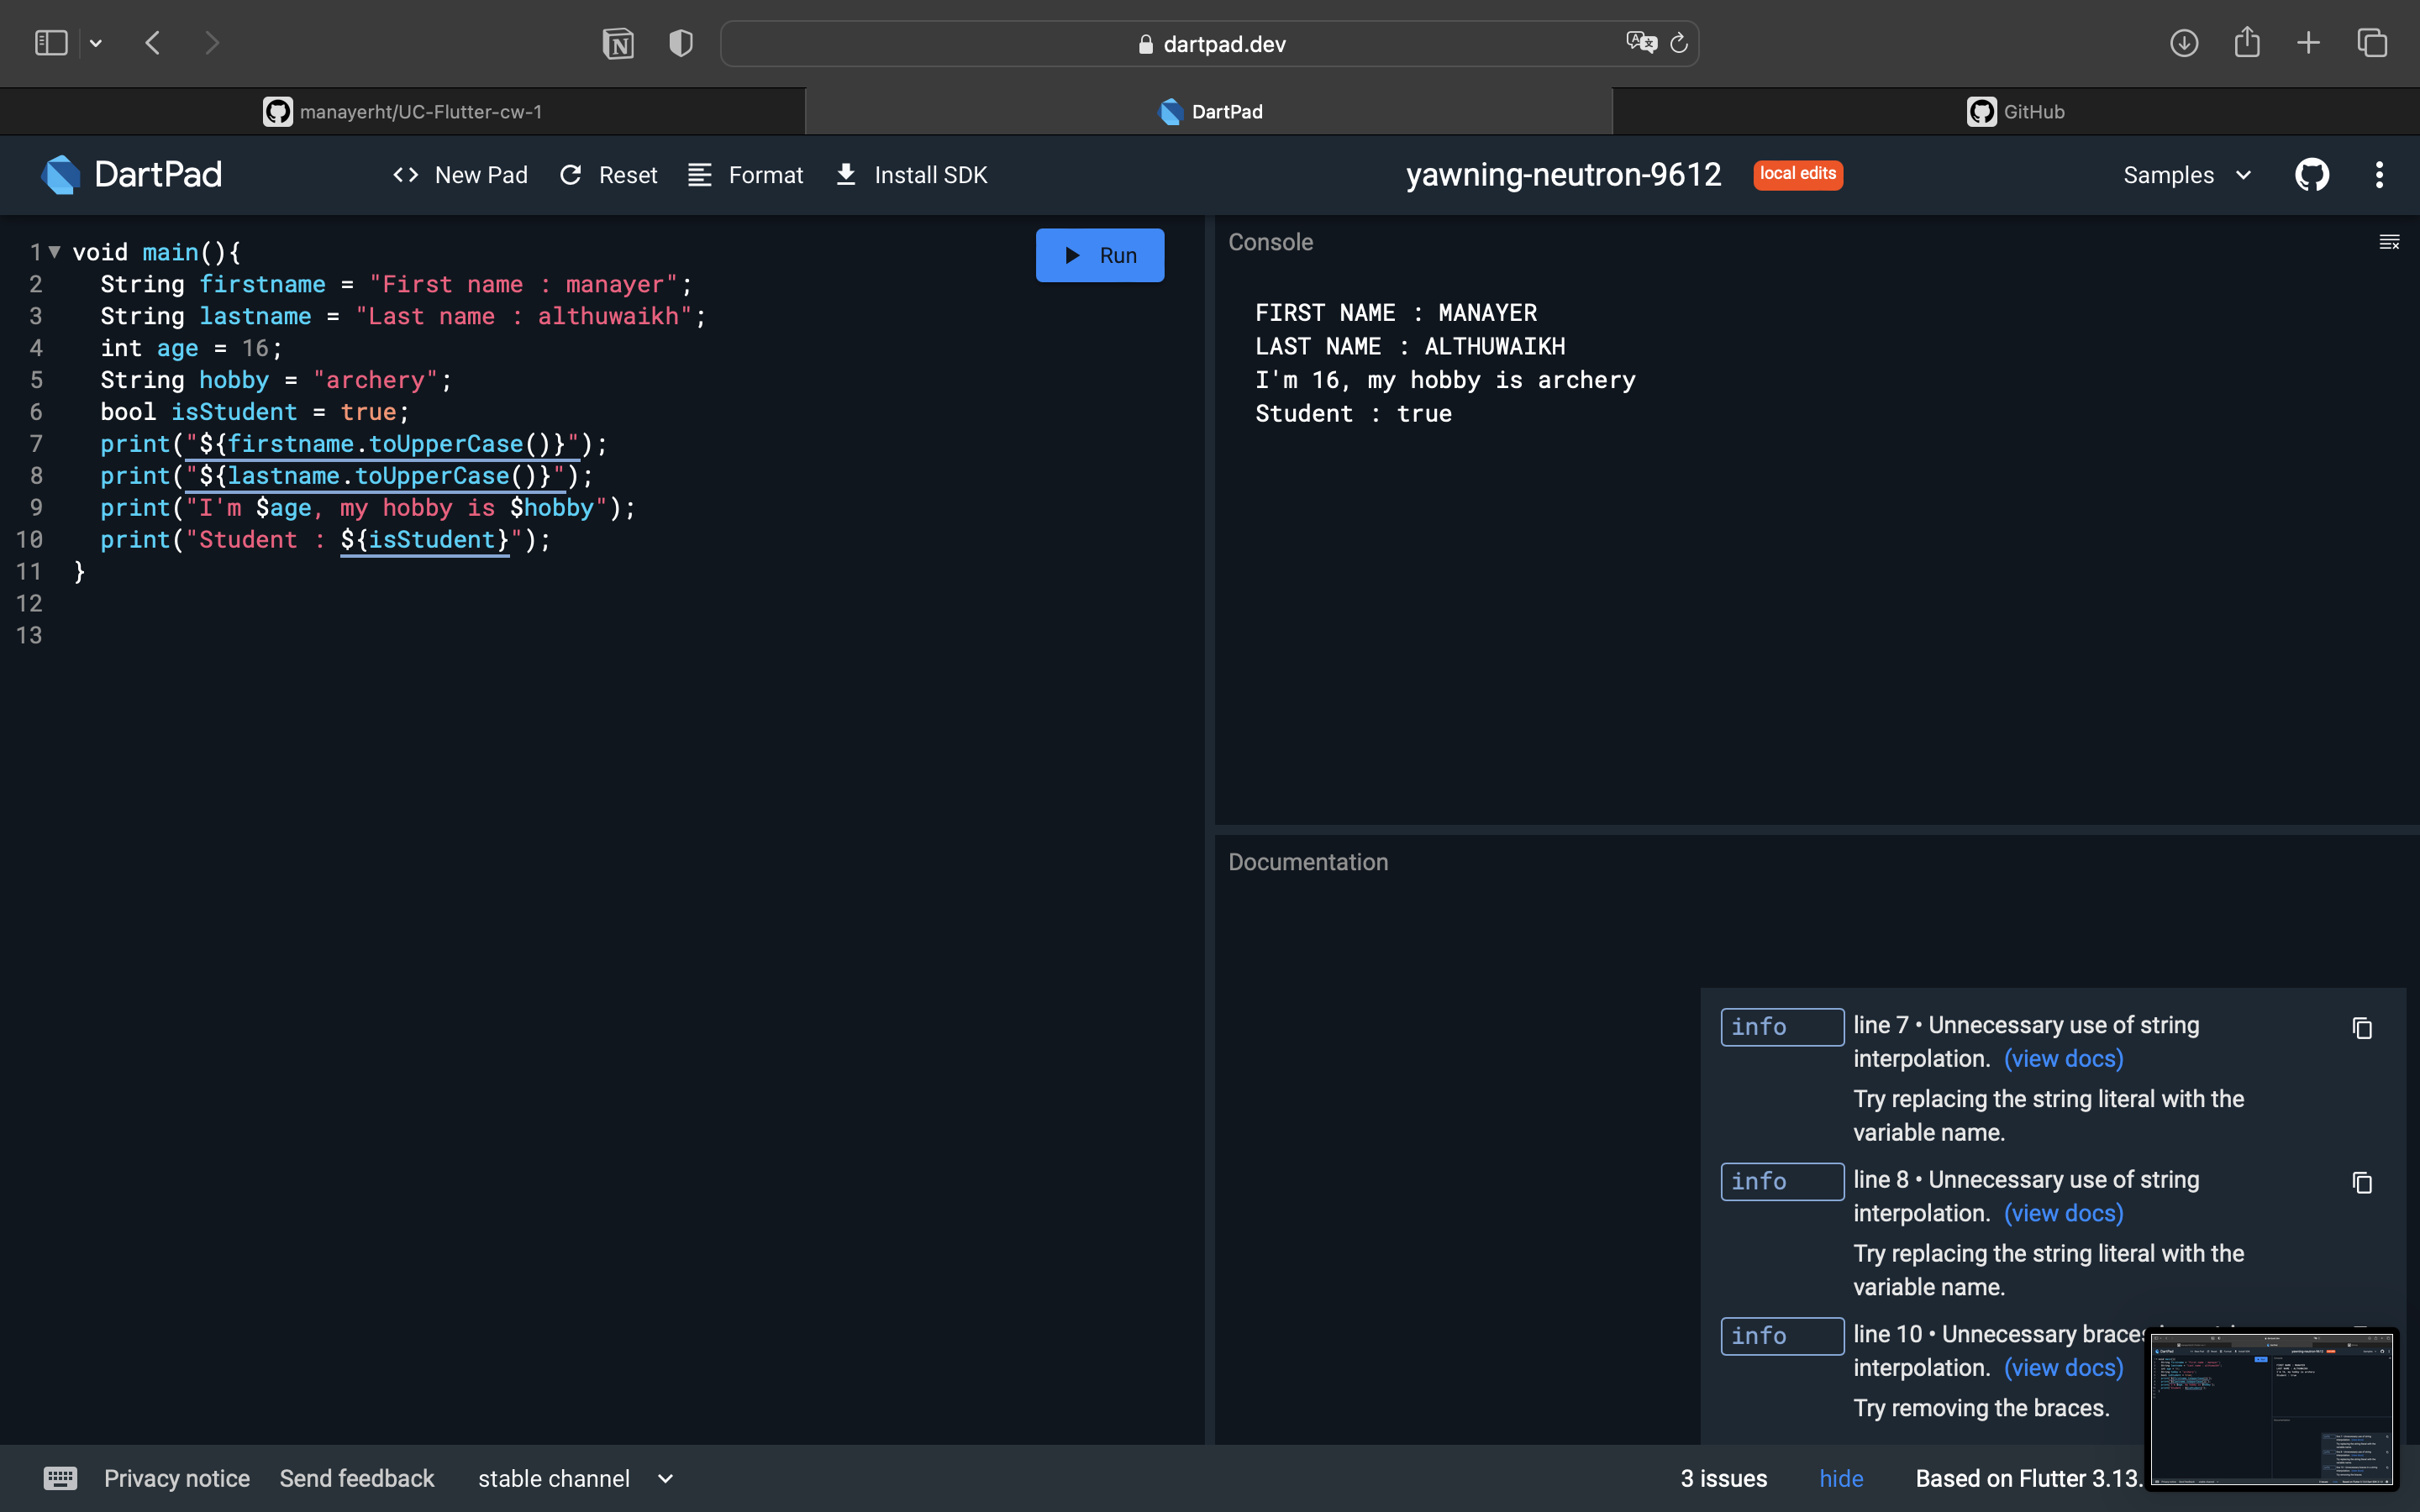 dartpad.dev
manayerht/UC-Flutter-cw-1
DartPad
GitHub
DartPad
New Pad
Reset
Format
Install SDK
yawning-neutron-9612
local edits
Samples
1 void main(){
2 String firstname = "First name : manayer";
3 String lastname = "Last name : althuwaikh";
4 int age = 16;
5 String hobby = "archery";
6 bool isStudent = true;
7 print("${firstname.toUpperCase()}");
8 print("${lastname.toUpperCase()}");
9 print("I'm $age, my hobby is $hobby");
10 print("Student : ${isStudent}");
11 }
12
13
Run
Console
FIRST NAME : MANAYER
LAST NAME : ALTHUWAIKH
I'm 16, my hobby is archery
Student : true
Documentation
info line 7 • Unnecessary use of string
interpolation. (view docs)
Try replacing the string literal with the
variable name.
info line 8 • Unnecessary use of string
interpolation. (view docs)
Try replacing the string literal with the
variable name.
info line 10 • Unnecessary braces
interpolation. (view docs)
Try removing the braces.
Privacy notice
Send feedback
stable channel
3 issues
hide
Based on Flutter 3.13.